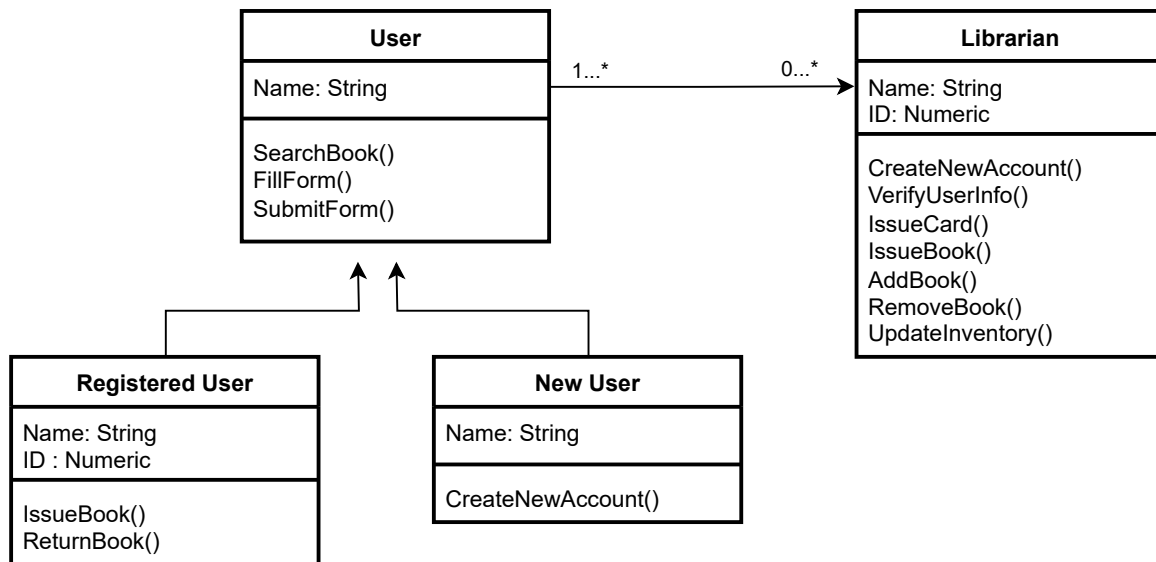 User
Name: String
SearchBook()
FillForm()
SubmitForm()
1...*
0...*
Librarian
Name: String
ID: Numeric
CreateNewAccount()
VerifyUserInfo()
IssueCard()
IssueBook()
AddBook()
RemoveBook()
UpdateInventory()
Registered User
Name: String
ID : Numeric
IssueBook()
ReturnBook()
New User
Name: String
CreateNewAccount()